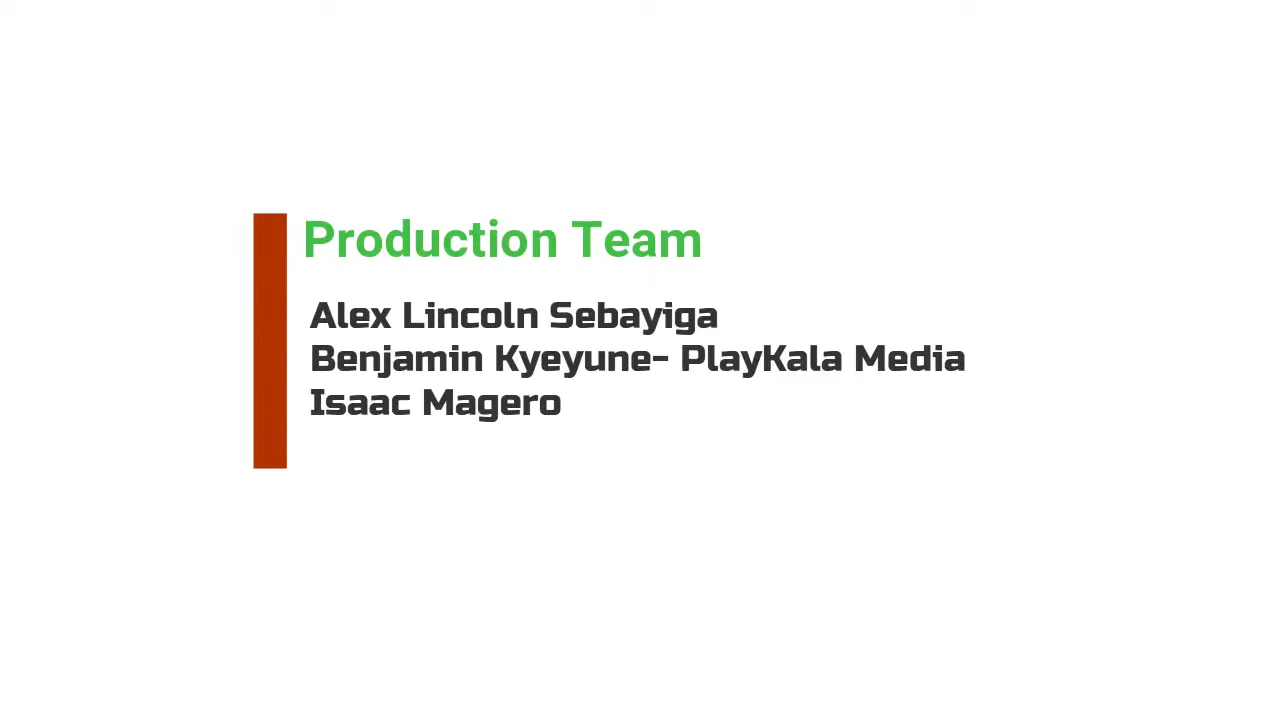 Production Team
Alex Lincoln Sebayiga
Benjamin Kyeyune- PlayKala Media
Isaac Magero